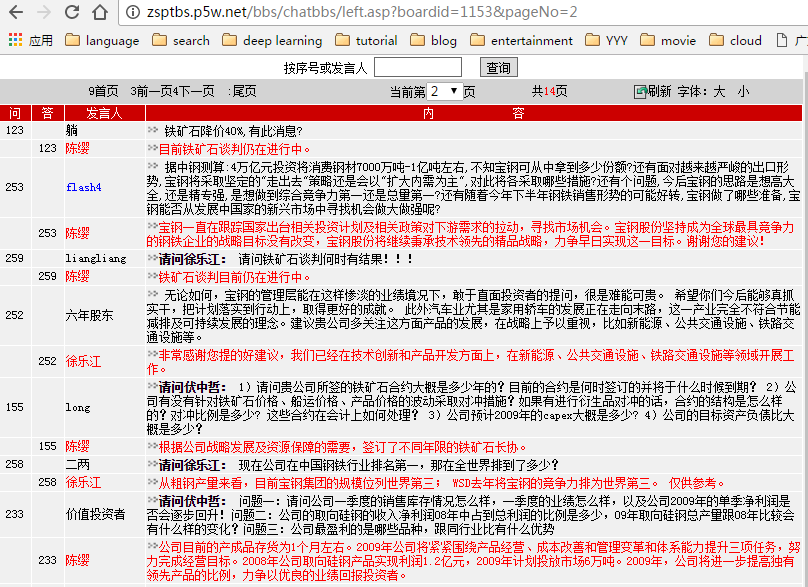 zsptbs.p5w.net/bbs/chatbbs/left.asp?boardid=1153&pageNo=2
应用 language search deep learning tutorial blog entertainment YYY movie cloud
按序号或发言人 查询
9首页 3前一页4下一页 :尾页 当前第 2 页 共14页 刷新 字体: 大 小
问 答 发言人 内 容
123 躺 >> 铁矿石降价40%,有此消息?
123 陈缨 >>目前铁矿石谈判仍在进行中。
>> 据中钢测算:4万亿元投资将消费钢材7000万吨-1亿吨左右,不知宝钢可从中拿到多少份额?还有面对越来越严峻的出口形
253 flash4 势,宝钢将采取坚定的"走出去"策略还是会以"扩大内需为主",对此将各采取哪些措施?还有个问题,今后宝钢的思路是想高大
全,还是精专强,是想做到综合竞争力第一还是总量第一?还有随着今年下半年钢铁销售形势的可能好转,宝钢做了哪些准备,宝
钢能否从发展中国家的新兴市场中寻找机会做大做强呢?
253 陈缨 >>宝钢一直在跟踪国家出台相关投资计划及相关政策对下游需求的拉动，寻找市场机会。宝钢股份坚持成为全球最具竞争力
的钢铁企业的战略目标没有改变，宝钢股份将继续秉承技术领先的精品战略，力争早日实现这一目标。谢谢您的建议！
259 liangliang >>请问徐乐江： 请问铁矿石谈判何时有结果！！！
259 陈缨 >>铁矿石谈判目前仍在进行中。
>> 无论如何，宝钢的管理层能在这样惨淡的业绩境况下，敢于直面投资者的提问，很是难能可贵。 希望你们今后能够真抓
252 六年股东 实干，把计划落实到行动上，取得更好的成就。 此外汽车业尤其是家用轿车的发展正在走向末路，这一产业完全不符合节能
减排及可持续发展的理念。建议贵公司多关注这方面产品的发展，在战略上予以重视，比如新能源、公共交通设施、铁路交
通设施等。
252 徐乐江 >>非常感谢您提的好建议，我们已经在技术创新和产品开发方面上，在新能源、公共交通设施、铁路交通设施等领域开展工
作。
>>请问伏中哲： 1）请问贵公司所签的铁矿石合约大概是多少年的？目前的合约是何时签订的并将于什么时候到期？ 2）公
155 long 司有没有针对铁矿石价格、船运价格、产品价格的波动采取对冲措施？如果有进行衍生品对冲的话，合约的结构是怎么样
的？对冲比例是多少？ 这些合约在会计上如何处理？ 3）公司预计2009年的capex大概是多少？4）公司的目标资产负债比大
概是多少？
155 陈缨 >>根据公司战略发展及资源保障的需要，签订了不同年限的铁矿石长协。
258 二两 >>请问徐乐江： 现在公司在中国钢铁行业排名第一，那在全世界排到了多少？
258 徐乐江 >>从粗钢产量来看，目前宝钢集团的规模位列世界第三； WSD去年将宝钢的竞争力排为世界第三。 仅供参考。
>>请问伏中哲： 问题一：请问公司一季度的销售库存情况怎么样，一季度的业绩怎么样，以及公司2009年的单季净利润是
233 价值投资者 否会逐步回升！问题二：公司的取向硅钢的收入净利润08年中占到总利润的比例是多少，09年取向硅钢总产量跟08年比较会
有什么样的变化？问题三：公司最盈利的是哪些品种，跟同行业比有什么优势
>>公司目前的产成品存货为1个月左右。2009年公司将紧紧围绕产品经营、成本改善和管理变革和体系能力提升三项任务，努
233 陈缨 力完成经营目标。2008年公司取向硅钢产品实现利润1.2亿元，2009年计划投放市场6万吨。2009年，公司将进一步提高独有
领先产品的比例，力争以优良的业绩回报投资者。